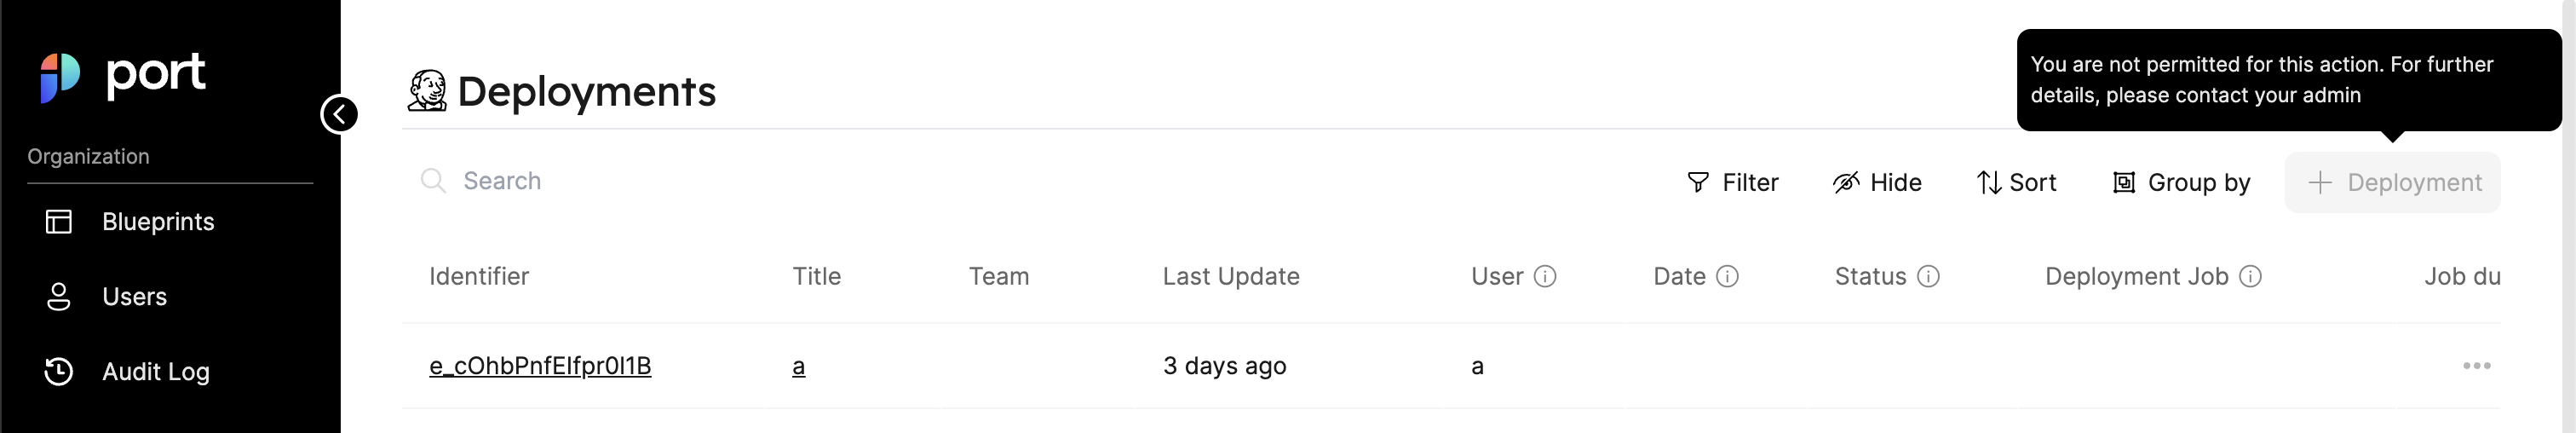 port
Organization
Blueprints
Users
Audit Log
Deployments
You are not permitted for this action. For further
details, please contact your admin
Search
Filter Hide Sort Group by + Deployment
Identifier Title Team Last Update User Date Status Deployment Job Job du
e_cOhbPnfElfpr0l1B a 3 days ago a